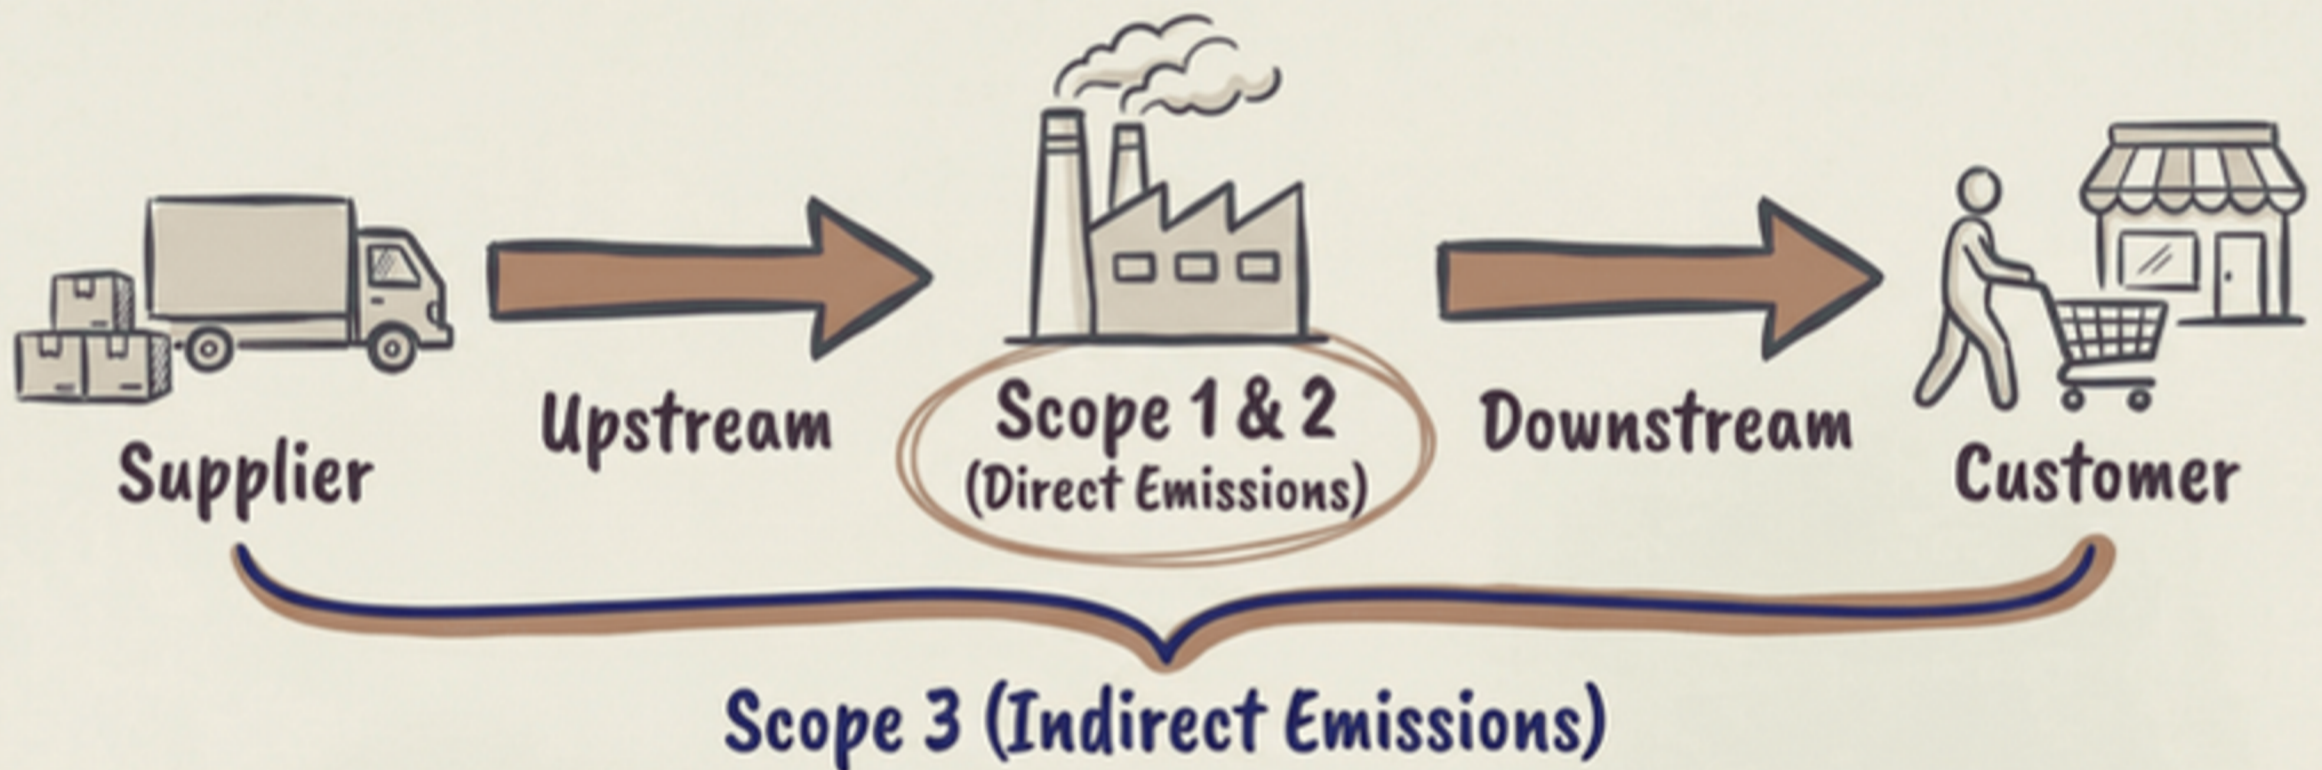 Supplier
Upstream
Scope 1 & 2
(Direct Emissions)
Downstream
Customer
Scope 3 (Indirect Emissions)